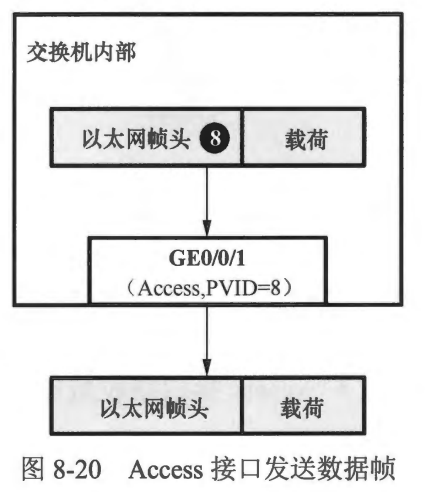 交换机内部
以太网帧头 8 载荷
GE0/0/1
（Access,PVID=8）
以太网帧头 载荷
图 8-20 Access 接口发送数据帧